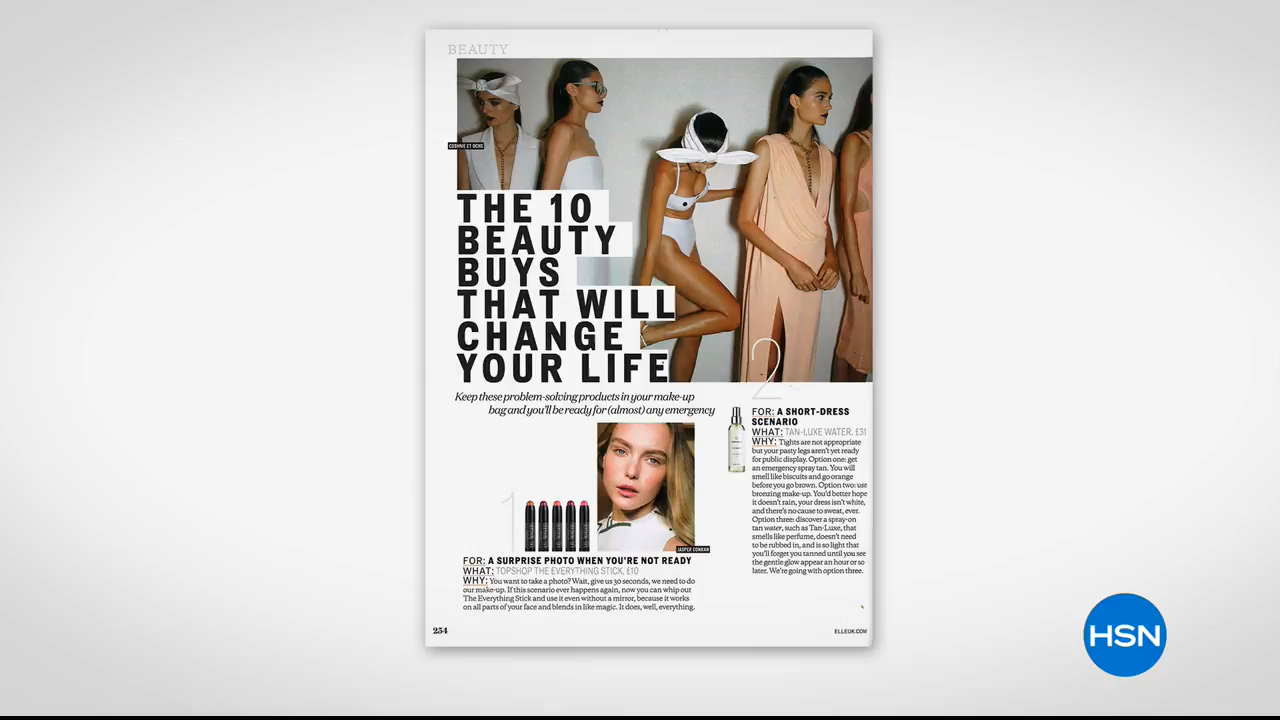 BEAUTY
CUSHNIE ET OCHS
THE 10
BEAUTY
BUYS
THAT WILL
CHANGE
YOUR LIFE
Keep these problem-solving products in your make-up
bag and you'll be ready for (almost) any emergency
1
JASPER CONRAN
FOR: A SURPRISE PHOTO WHEN YOU'RE NOT READY
WHAT: TOPSHOP THE EVERYTHING STICK, £10
WHY: You want to take a photo? Wait, give us 30 seconds, we need to do
our make-up. If this scenario ever happens again, now you can whip out
The Everything Stick and use it even without a mirror, because it works
on all parts of your face and blends in like magic. It does, well, everything.
2
FOR: A SHORT-DRESS
SCENARIO
WHAT: TAN-LUXE WATER, £31
WHY: Tights are not appropriate
but your pasty legs aren't yet ready
for public display. Option one: get
an emergency spray tan. You will
smell like biscuits and go orange
before you go brown. Option two: use
bronzing make-up. You'd better hope
it doesn't rain, your dress isn't white,
and there's no cause to sweat, ever.
Option three: discover a spray-on
tan water, such as Tan-Luxe, that
smells like perfume, doesn't need
to be rubbed in, and is so light that
you'll forget you tanned until you see
the gentle glow appear an hour or so
later. We're going with option three.
254
ELLEUK.COM
HSN